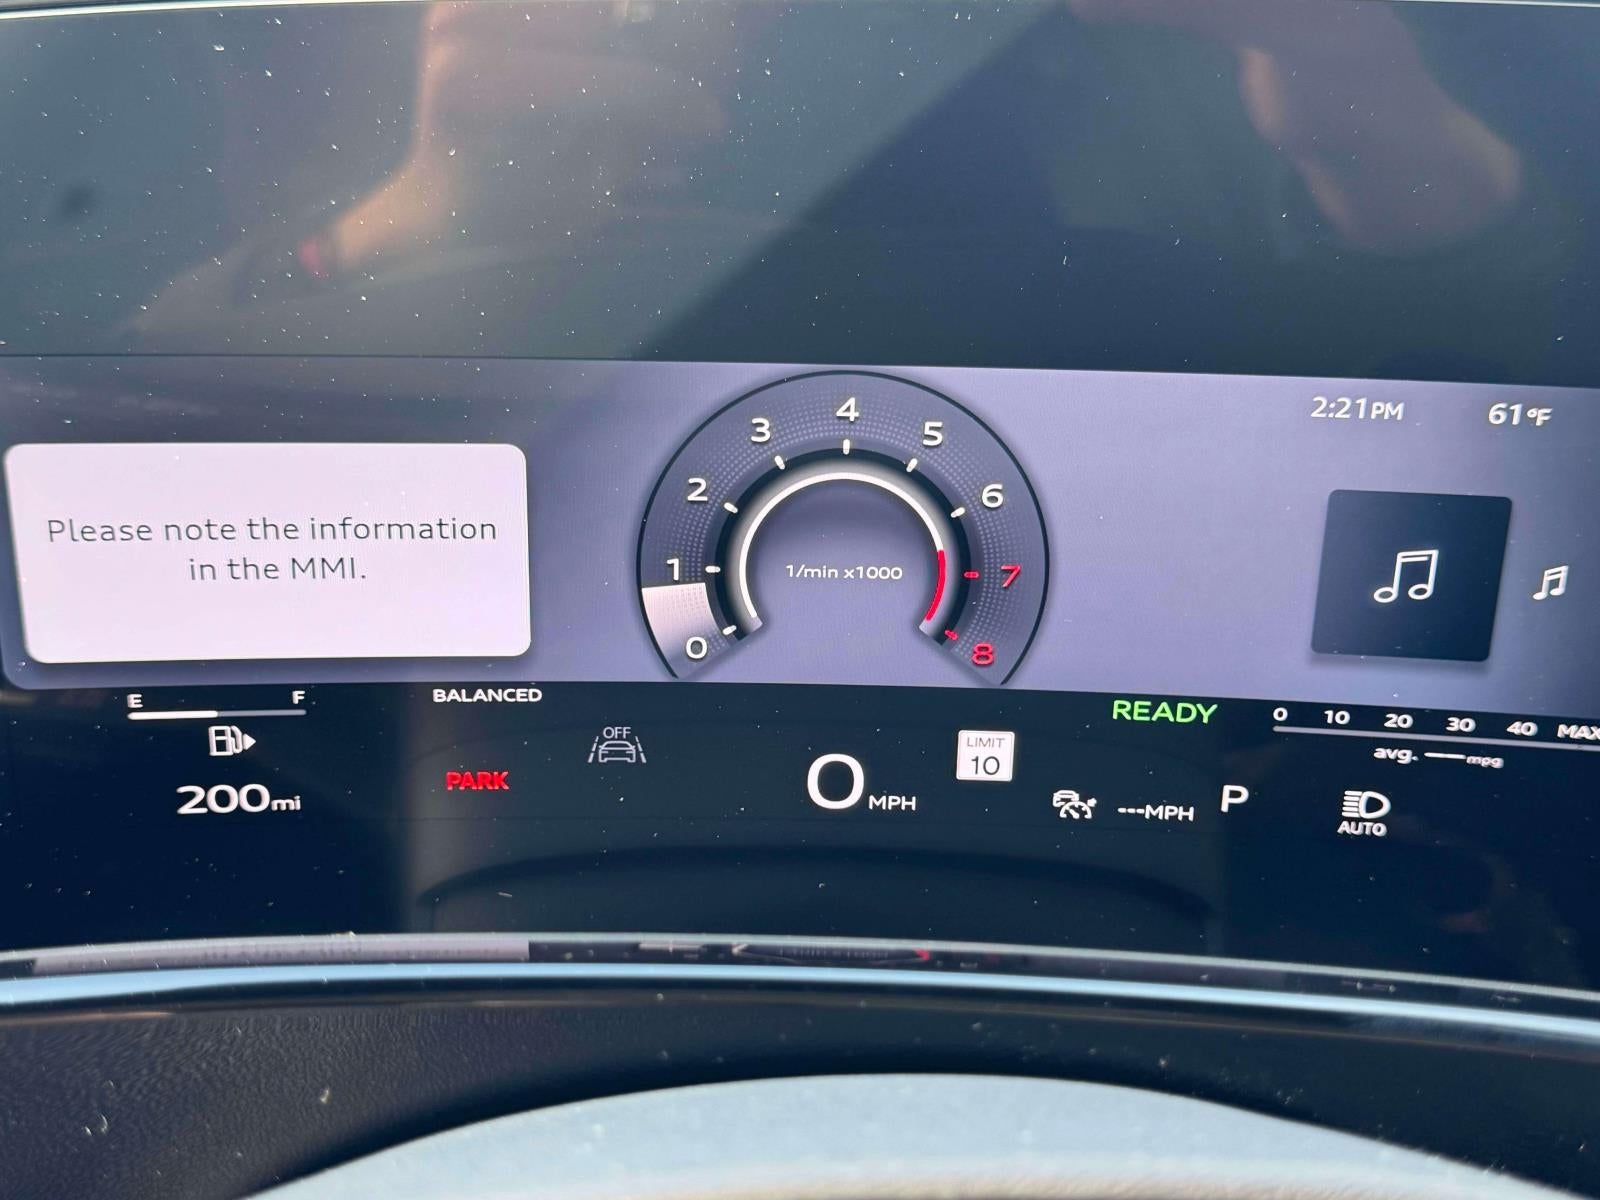 2:21PM 61°F
Please note the information
in the MMI.
0 1 2 3 4 5 6 7 8
1/min x1000
E F
BALANCED
READY
0 10 20 30 40 MAX
avg. ——mpg
OFF
LIMIT
10
PARK
200mi
0 MPH
---MPH
P
AUTO